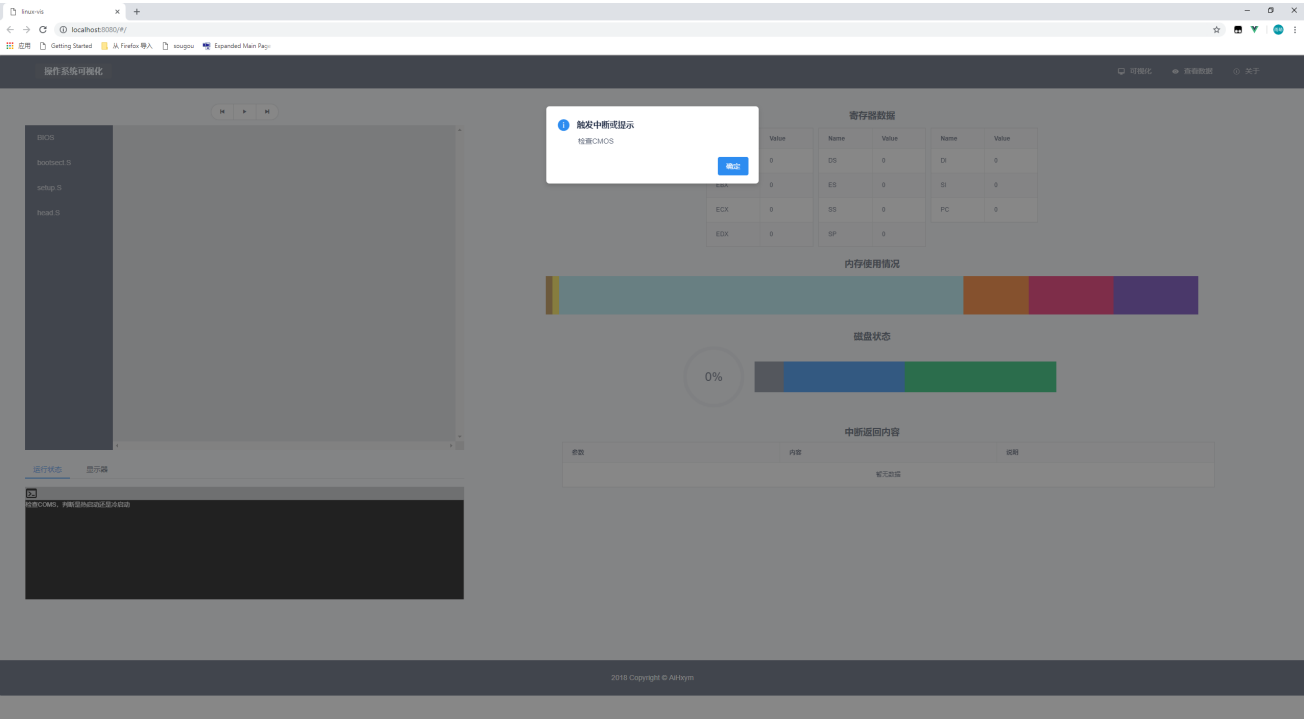 linux-vis
localhost:8080/#/
应用 Getting Started 从 Firefox 导入 sougou Expanded Main Page
操作系统可视化
可视化 查看数据 关于
触发中断或提示
检查CMOS
确定
BIOS
bootsect.S
setup.S
head.S
运行状态 显示器
检查COMS，判断是热启动还是冷启动
寄存器数据
Value Name Value Name Value
0 DS 0 DI 0
EBX 0 ES 0 SI 0
ECX 0 SS 0 PC 0
EDX 0 SP 0
内存使用情况
磁盘状态
0%
中断返回内容
参数 内容 说明
暂无数据
2018 Copyright © AiHxym